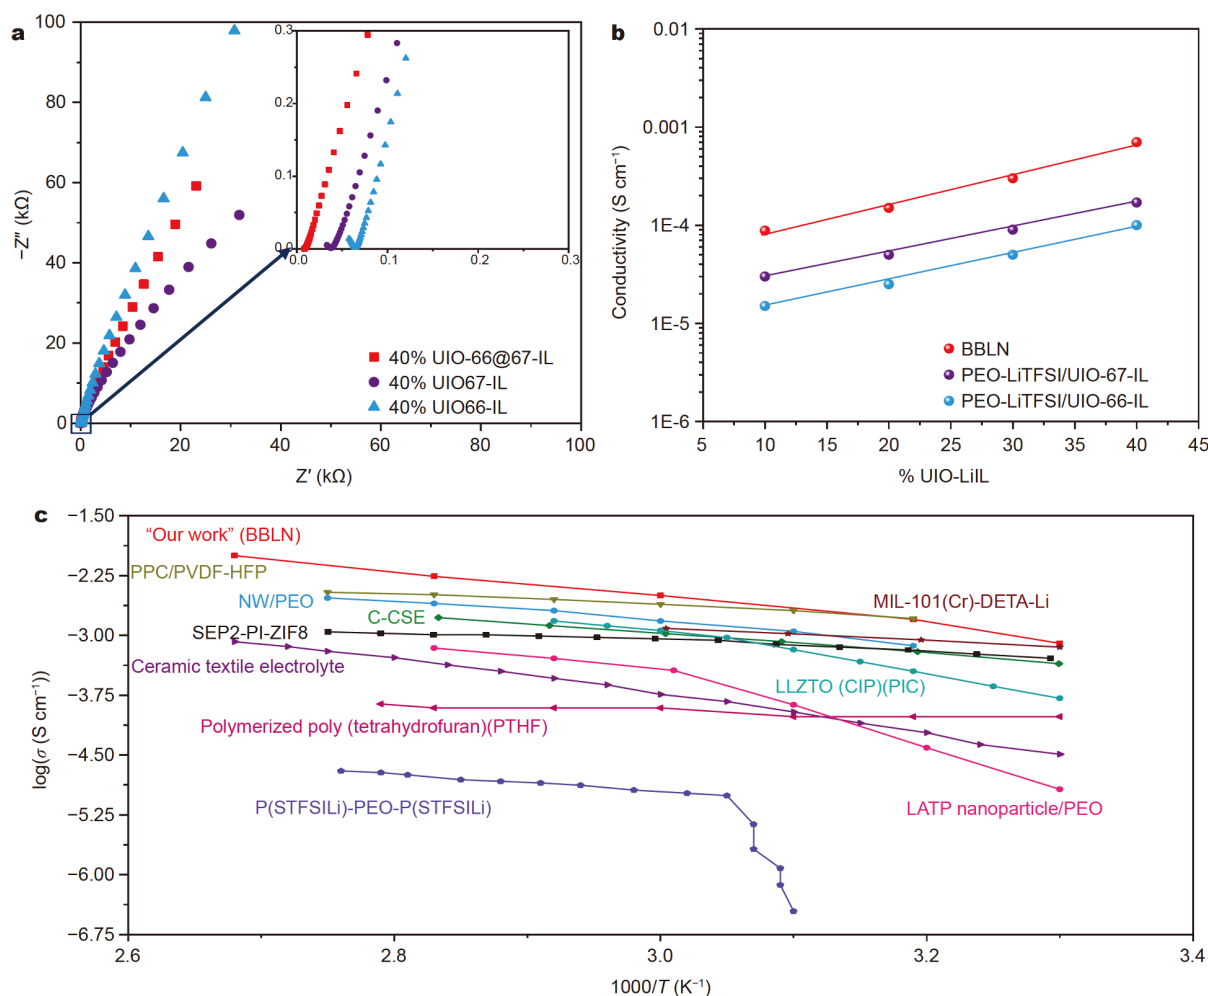 a
100
80
60
40
20
0
−Z″ (kΩ)
0
20
40
60
80
100
Z′ (kΩ)
0.3
0.2
0.1
0.0
0.0
0.1
0.2
0.3
40% UIO-66@67-IL
40% UIO67-IL
40% UIO66-IL
b
0.01
0.001
1E-4
1E-5
1E-6
Conductivity (S cm⁻¹)
5
10
15
20
25
30
35
40
45
% UIO-LiIL
BBLN
PEO-LiTFSI/UIO-67-IL
PEO-LiTFSI/UIO-66-IL
c
−1.50
−2.25
−3.00
−3.75
−4.50
−5.25
−6.00
−6.75
log(σ (S cm⁻¹))
“Our work” (BBLN)
PPC/PVDF-HFP
NW/PEO
C-CSE
MIL-101(Cr)-DETA-Li
SEP2-PI-ZIF8
Ceramic textile electrolyte
LLZTO (CIP)(PIC)
Polymerized poly (tetrahydrofuran)(PTHF)
P(STFSILi)-PEO-P(STFSILi)
LATP nanoparticle/PEO
2.6
2.8
3.0
3.2
3.4
1000/T (K⁻¹)